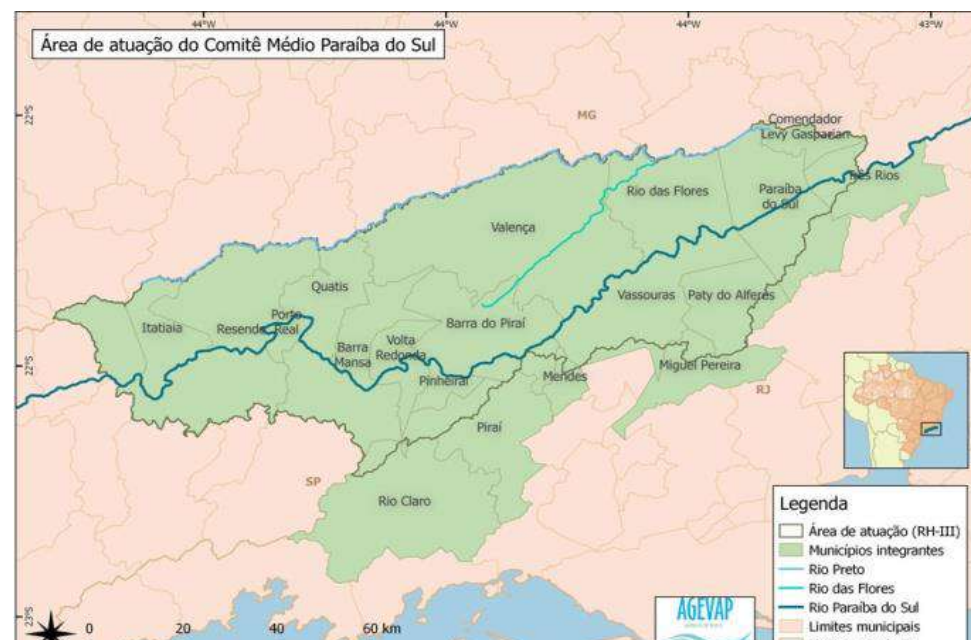 44°W
44°W
44°W
43°W
Área de atuação do Comitê Médio Paraíba do Sul
22°S
MG
Comendador
Levy Gasparian
Três Rios
Rio das Flores
Paraíba
do Sul
Valença
Quatis
Vassouras
Paty do Alferes
Itatiaia
Resende
Porto
Real
Barra do Piraí
Barra
Mansa
Volta
Redonda
22°S
Pinheiral
Mendes
Miguel Pereira
RJ
Piraí
SP
Rio Claro
Legenda
Área de atuação (RH-III)
Municípios integrantes
Rio Preto
Rio das Flores
Rio Paraíba do Sul
Limites municipais
23°S
0 20 40 60 km
AGEVAP